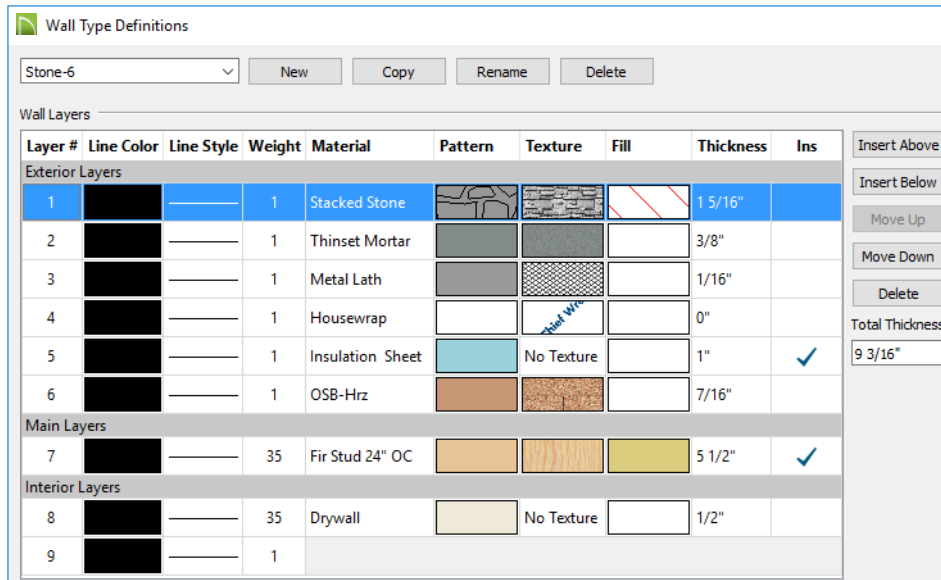 Wall Type Definitions
Stone-6 New Copy Rename Delete
Wall Layers
Layer # Line Color Line Style Weight Material Pattern Texture Fill Thickness Ins
Exterior Layers
1 1 Stacked Stone 1 5/16"
2 1 Thinset Mortar 3/8"
3 1 Metal Lath 1/16"
4 1 Housewrap 0"
5 1 Insulation Sheet No Texture 1"
6 1 OSB-Hrz 7/16"
Main Layers
7 35 Fir Stud 24" OC 5 1/2"
Interior Layers
8 35 Drywall No Texture 1/2"
9 1
Insert Above
Insert Below
Move Up
Move Down
Delete
Total Thickness
9 3/16"